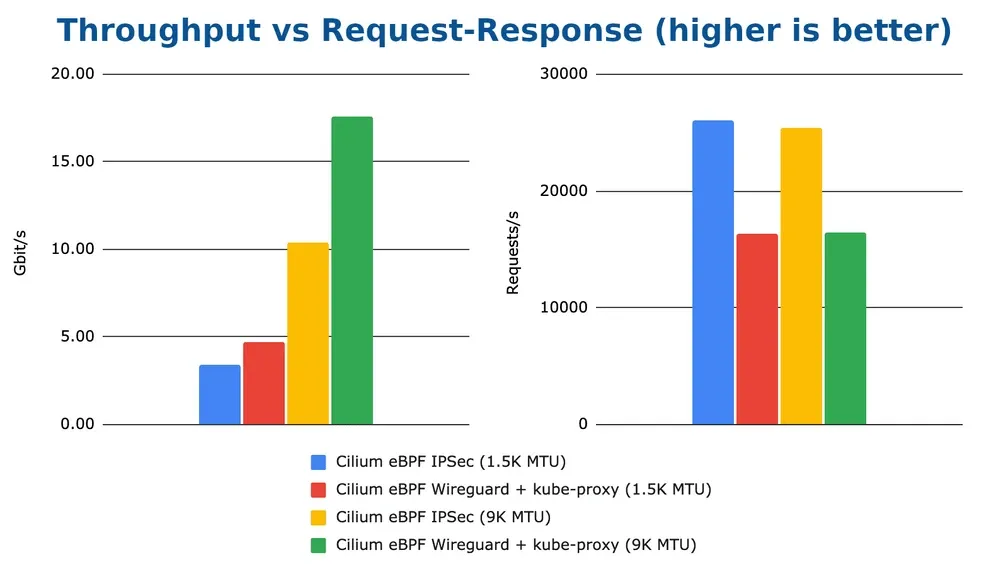 Throughput vs Request-Response (higher is better)
20.00
15.00
10.00
5.00
0.00
Gbit/s
30000
20000
10000
0
Requests/s
Cilium eBPF IPSec (1.5K MTU)
Cilium eBPF Wireguard + kube-proxy (1.5K MTU)
Cilium eBPF IPSec (9K MTU)
Cilium eBPF Wireguard + kube-proxy (9K MTU)